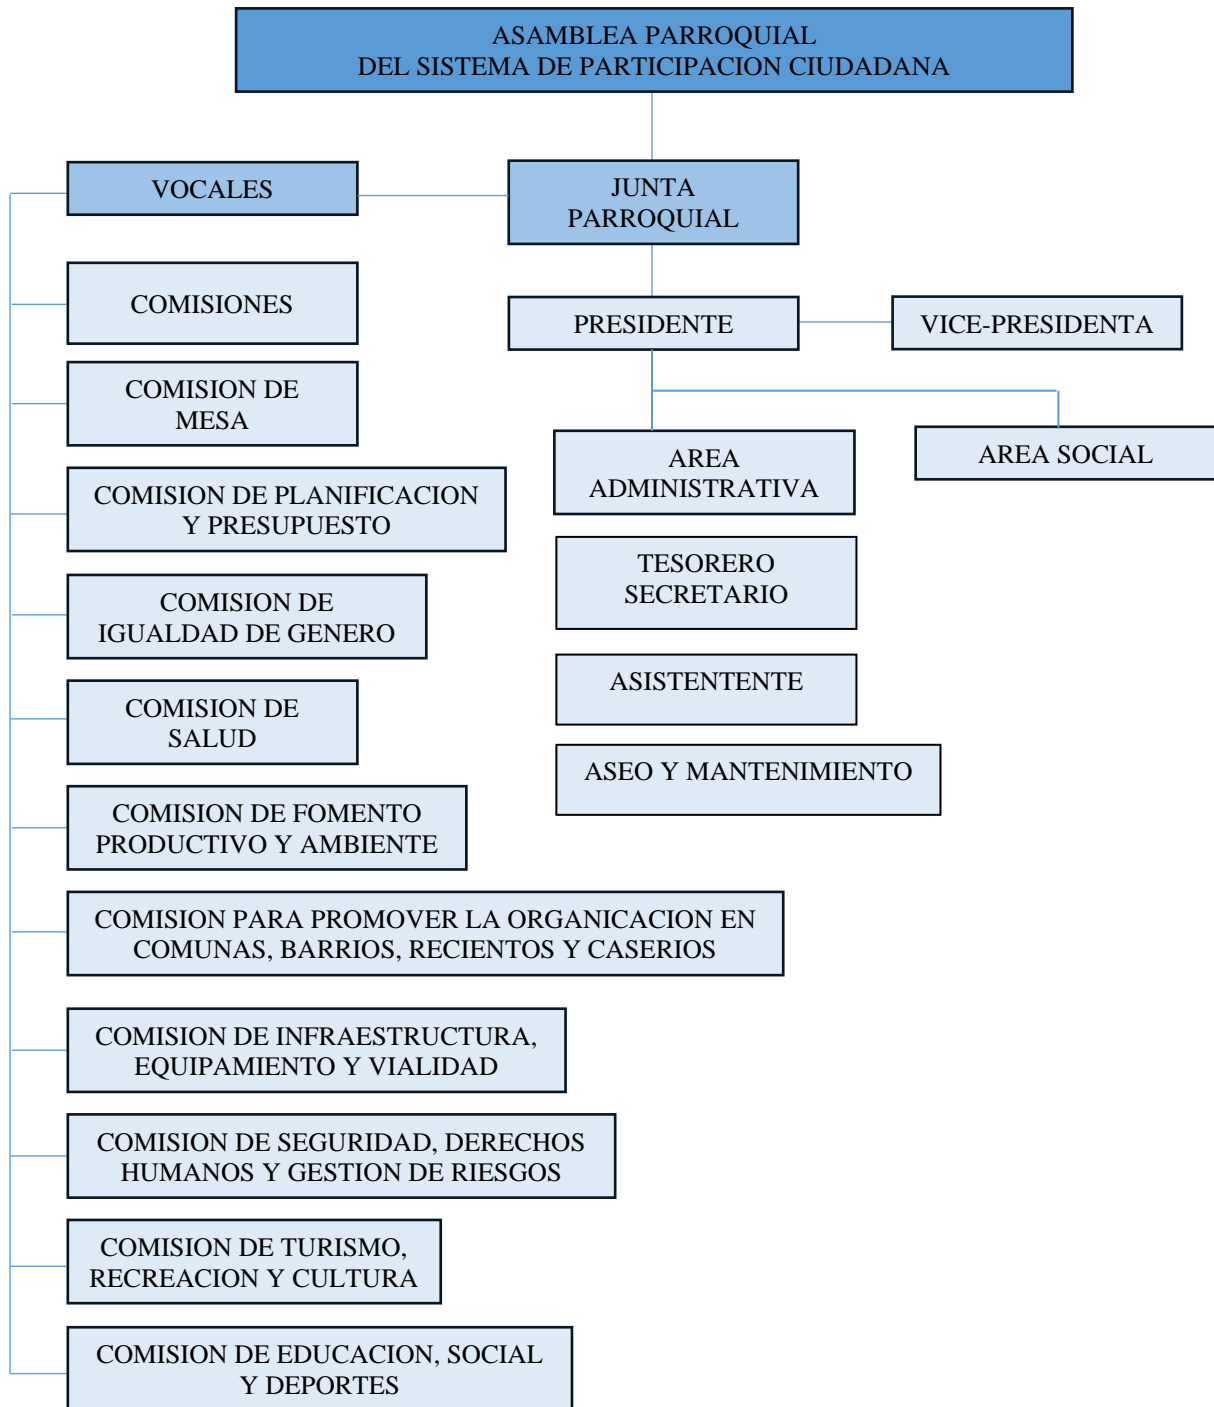 ASAMBLEA PARROQUIAL
DEL SISTEMA DE PARTICIPACION CIUDADANA
VOCALES
JUNTA
PARROQUIAL
COMISIONES
PRESIDENTE
VICE-PRESIDENTA
COMISION DE
MESA
AREA
ADMINISTRATIVA
AREA SOCIAL
COMISION DE PLANIFICACION
Y PRESUPUESTO
TESORERO
SECRETARIO
COMISION DE
IGUALDAD DE GENERO
ASISTENTENTE
COMISION DE
SALUD
ASEO Y MANTENIMIENTO
COMISION DE FOMENTO
PRODUCTIVO Y AMBIENTE
COMISION PARA PROMOVER LA ORGANICACION EN
COMUNAS, BARRIOS, RECIENTOS Y CASERIOS
COMISION DE INFRAESTRUCTURA,
EQUIPAMIENTO Y VIALIDAD
COMISION DE SEGURIDAD, DERECHOS
HUMANOS Y GESTION DE RIESGOS
COMISION DE TURISMO,
RECREACION Y CULTURA
COMISION DE EDUCACION, SOCIAL
Y DEPORTES